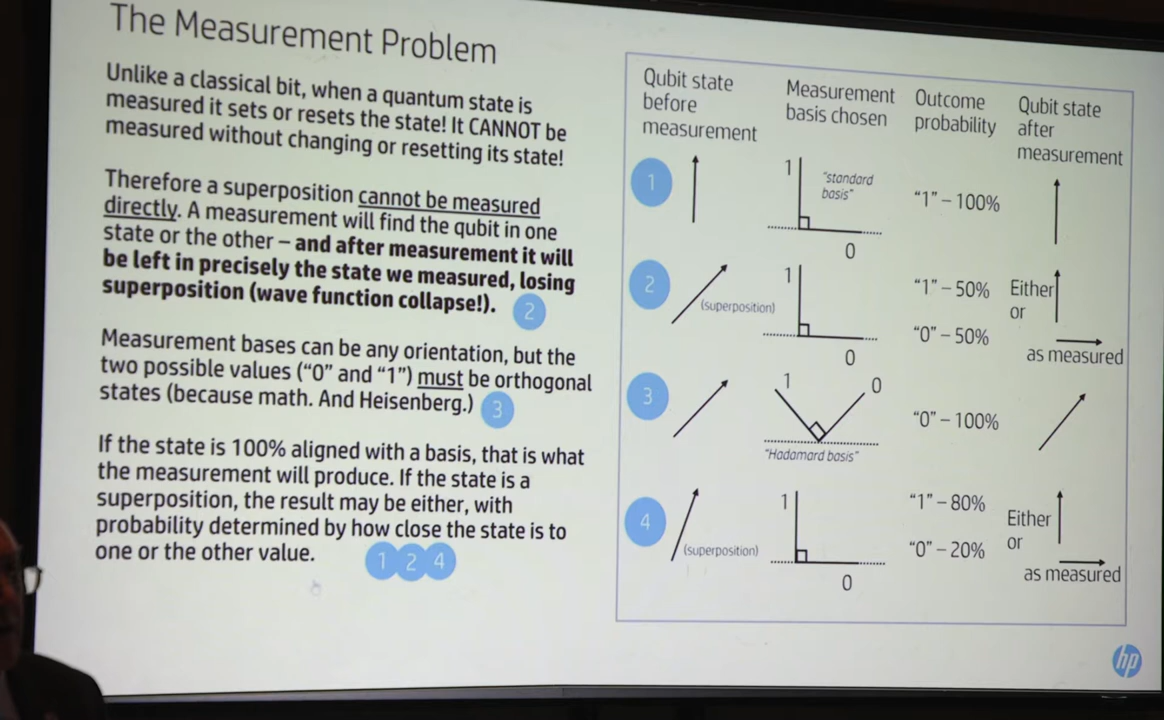 The Measurement Problem
Unlike a classical bit, when a quantum state is
measured it sets or resets the state! It CANNOT be
measured without changing or resetting its state!
Therefore a superposition cannot be measured
directly. A measurement will find the qubit in one
state or the other – and after measurement it will
be left in precisely the state we measured, losing
superposition (wave function collapse!). 2
Measurement bases can be any orientation, but the
two possible values ("0" and "1") must be orthogonal
states (because math. And Heisenberg.) 3
If the state is 100% aligned with a basis, that is what
the measurement will produce. If the state is a
superposition, the result may be either, with
probability determined by how close the state is to
one or the other value. 1 2 4
Qubit state
before
measurement
Measurement
basis chosen
Outcome
probability
Qubit state
after
measurement
1
1
"standard
basis"
0
"1" – 100%
2
(superposition)
1
0
"1" – 50%
"0" – 50%
Either
or
as measured
3
1
0
"Hadamard basis"
"0" – 100%
4
(superposition)
1
0
"1" – 80%
"0" – 20%
Either
or
as measured
hp